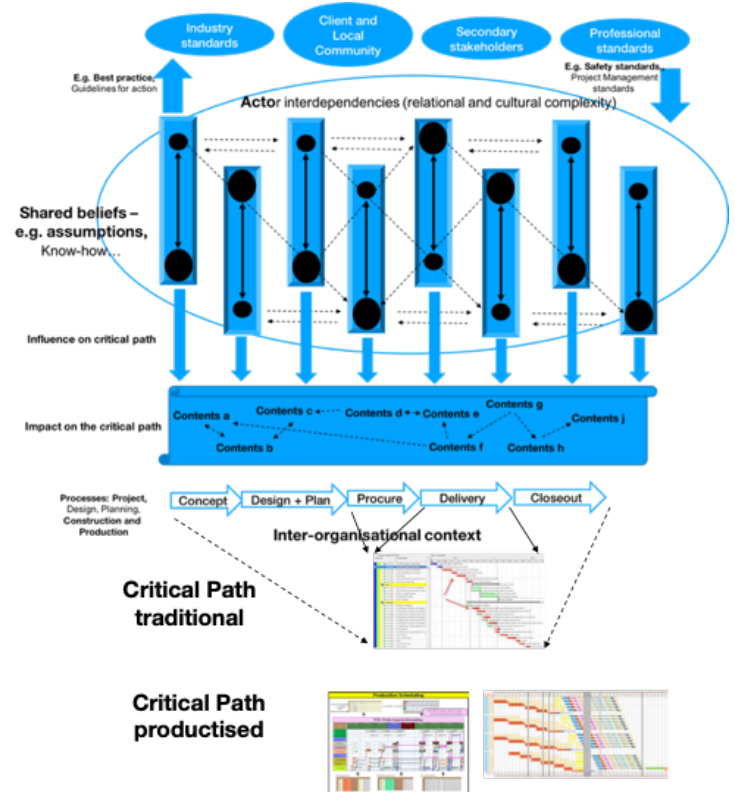 Industry
standards
Client and
Local
Community
Secondary
stakeholders
Professional
standards
E.g. Best practice,
Guidelines for action
E.g. Safety standards,,
Project Management
standards
Actor interdependencies (relational and cultural complexity)
Shared beliefs –
e.g. assumptions,
Know-how…
Influence on critical path
Impact on the critical path
Contents a
Contents b
Contents c
Contents d
Contents e
Contents f
Contents g
Contents h
Contents j
Processes: Project,
Design, Planning,
Construction and
Production
Concept
Design + Plan
Procure
Delivery
Closeout
Inter-organisational context
Critical Path
traditional
Critical Path
productised
Production Scheduling